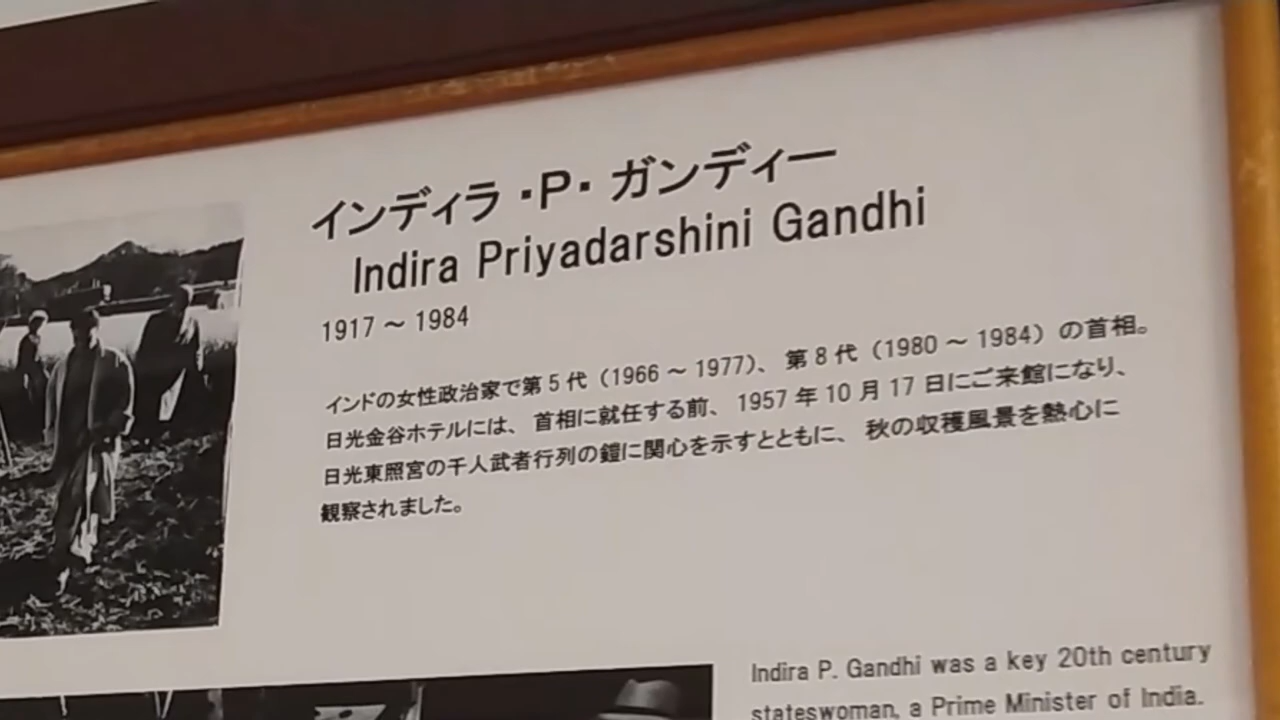 インディラ・P・ガンディー
Indira Priyadarshini Gandhi
1917 ~ 1984
インドの女性政治家で第5代（1966 ~ 1977）、第8代（1980 ~ 1984）の首相。
日光金谷ホテルには、首相に就任する前、1957年10月17日にご来館になり、
日光東照宮の千人武者行列の鎧に関心を示すとともに、秋の収穫風景を熱心に
観察されました。
Indira P. Gandhi was a key 20th century
stateswoman, a Prime Minister of India.